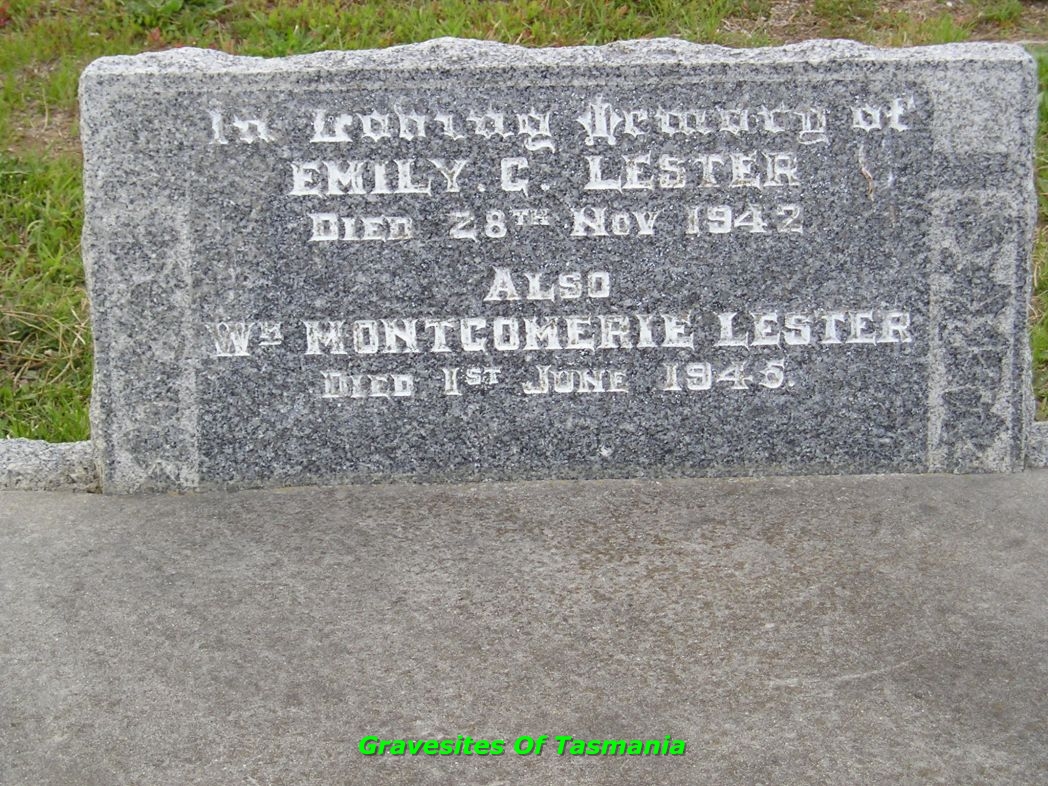 In Loving Memory of
EMILY. C. LESTER
DIED 28TH NOV 1942
ALSO
WM MONTGOMERIE LESTER
DIED 1ST JUNE 1945.
Gravesites Of Tasmania